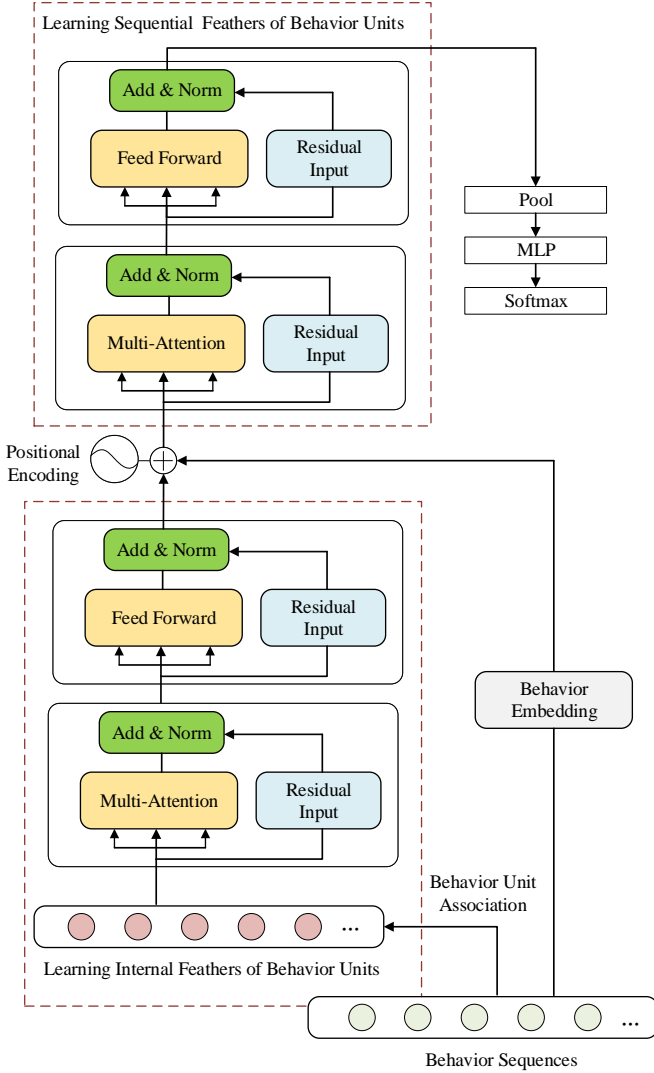 Learning Sequential Feathers of Behavior Units
Add & Norm
Feed Forward
Residual
Input
Add & Norm
Multi-Attention
Residual
Input
Pool
MLP
Softmax
Positional
Encoding
Add & Norm
Feed Forward
Residual
Input
Add & Norm
Multi-Attention
Residual
Input
Behavior
Embedding
Behavior Unit
Association
...
Learning Internal Feathers of Behavior Units
...
Behavior Sequences